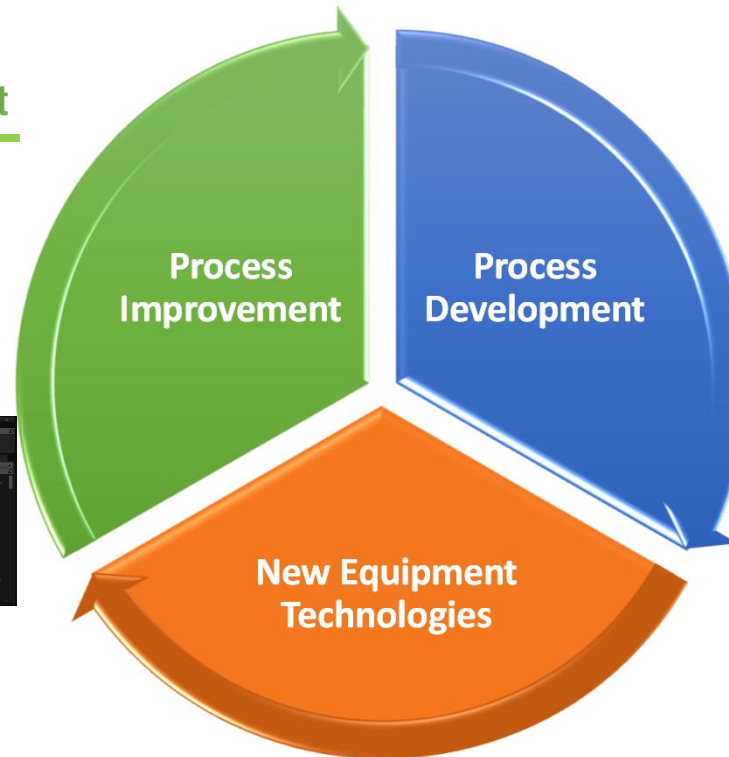 t
Process
Improvement
Process
Development
New Equipment
Technologies